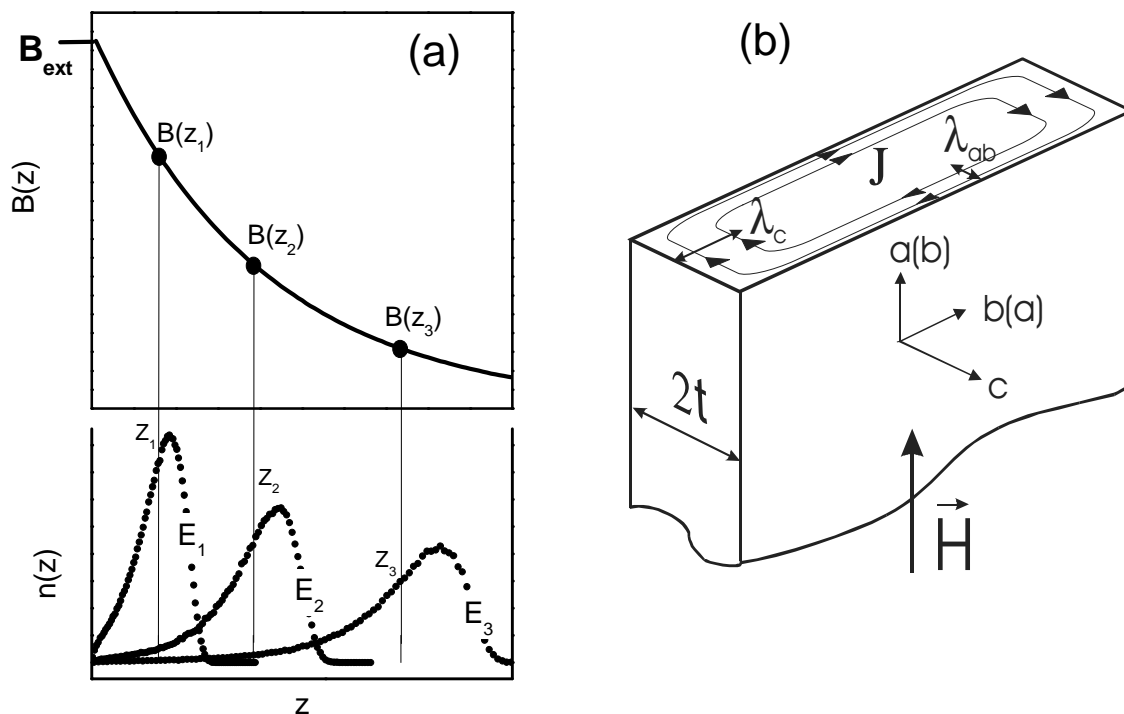 (a)
B_ext
B(z_1)
B(z_2)
B(z_3)
B(z)
z_1
z_2
z_3
E_1
E_2
E_3
n(z)
z
(b)
J
λ_ab
λ_c
a(b)
b(a)
c
2t
H